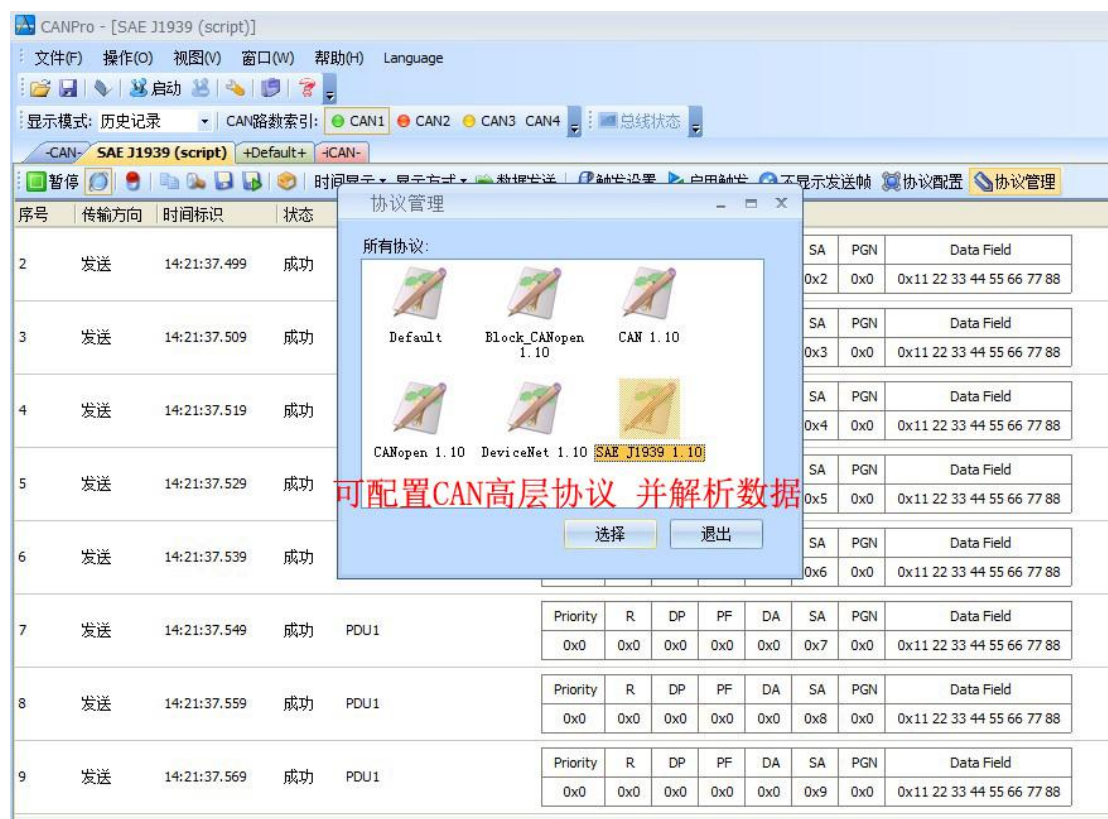 CANPro - [SAE J1939 (script)]
文件(F) 操作(O) 视图(V) 窗口(W) 帮助(H) Language
启动
显示模式: 历史记录 CAN路数索引: CAN1 CAN2 CAN3 CAN4 总线状态
-CAN- SAE J1939 (script) +Default+ -iCAN-
暂停 时间显示 显示方式 数据发送 触发设置 启用触发 不显示发送帧 协议配置 协议管理
序号 传输方向 时间标识 状态
协议管理
所有协议:
Default Block_CANopen 1.10 CAN 1.10
CANopen 1.10 DeviceNet 1.10 SAE J1939 1.10
可配置CAN高层协议 并解析数据
选择 退出
SA PGN Data Field
2 发送 14:21:37.499 成功 0x2 0x0 0x11 22 33 44 55 66 77 88
SA PGN Data Field
3 发送 14:21:37.509 成功 0x3 0x0 0x11 22 33 44 55 66 77 88
SA PGN Data Field
4 发送 14:21:37.519 成功 0x4 0x0 0x11 22 33 44 55 66 77 88
SA PGN Data Field
5 发送 14:21:37.529 成功 0x5 0x0 0x11 22 33 44 55 66 77 88
SA PGN Data Field
6 发送 14:21:37.539 成功 0x6 0x0 0x11 22 33 44 55 66 77 88
Priority R DP PF DA SA PGN Data Field
7 发送 14:21:37.549 成功 PDU1 0x0 0x0 0x0 0x0 0x0 0x7 0x0 0x11 22 33 44 55 66 77 88
Priority R DP PF DA SA PGN Data Field
8 发送 14:21:37.559 成功 PDU1 0x0 0x0 0x0 0x0 0x0 0x8 0x0 0x11 22 33 44 55 66 77 88
Priority R DP PF DA SA PGN Data Field
9 发送 14:21:37.569 成功 PDU1 0x0 0x0 0x0 0x0 0x0 0x9 0x0 0x11 22 33 44 55 66 77 88